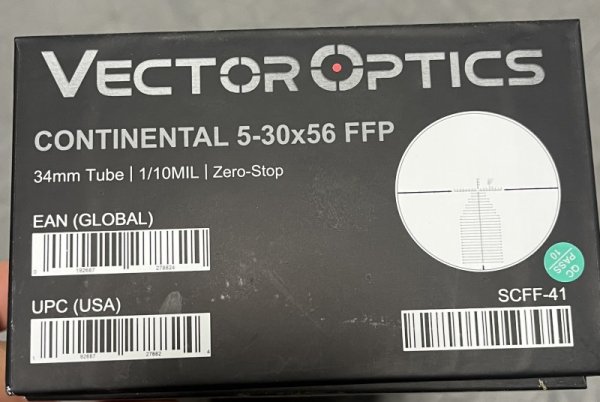 VECTOR OPTICS
CONTINENTAL 5-30x56 FFP
34mm Tube | 1/10MIL | Zero-Stop
EAN (GLOBAL)
UPC (USA)
QC
PASS
10
SCFF-41